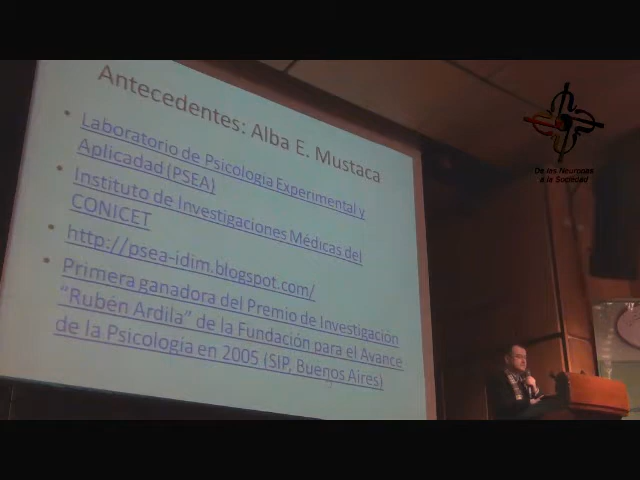 Antecedentes: Alba E. Mustaca
• Laboratorio de Psicología Experimental y
Aplicadad (PSEA)
• Instituto de Investigaciones Médicas del
CONICET
• http://psea-idim.blogspot.com/
• Primera ganadora del Premio de Investigación
“Rubén Ardila” de la Fundación para el Avance
de la Psicología en 2005 (SIP, Buenos Aires)
De las Neuronas
a la Sociedad